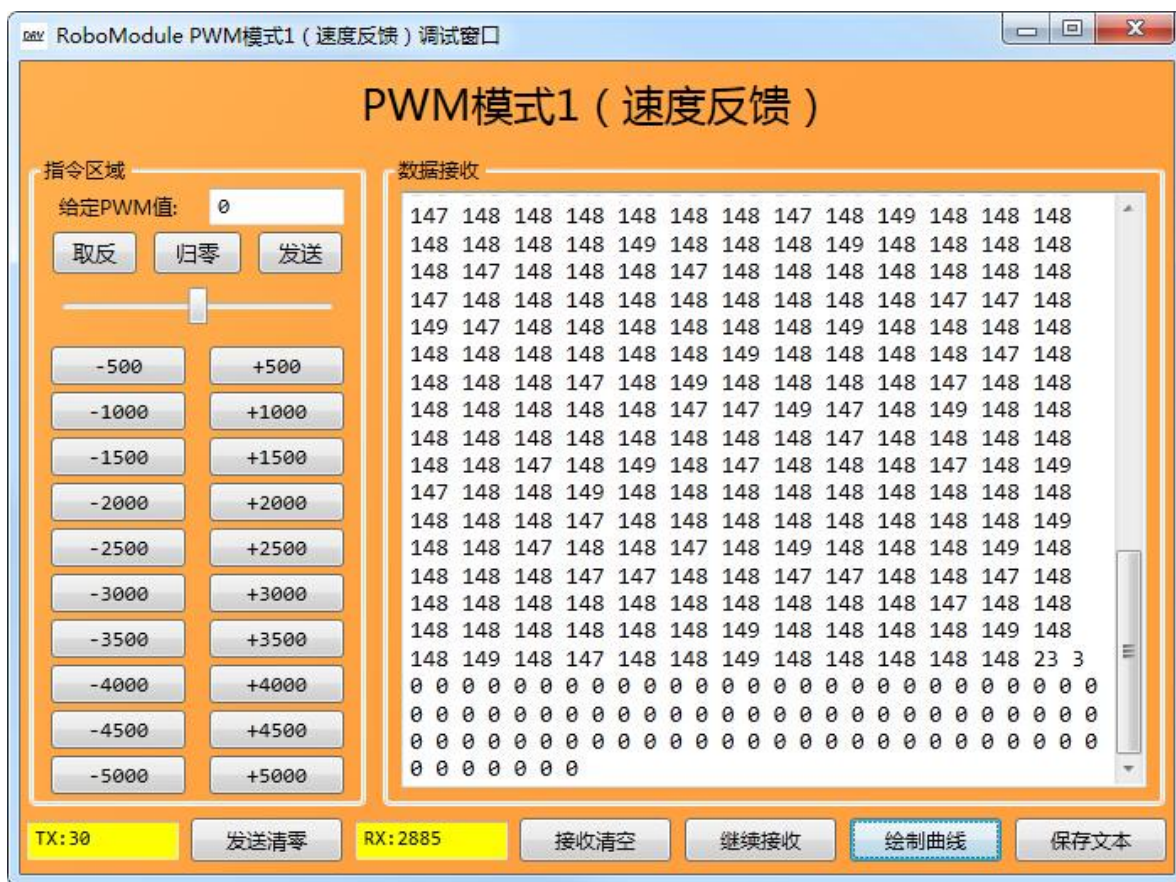 DRV RoboModule PWM模式1（速度反馈）调试窗口
PWM模式1（速度反馈）
指令区域
给定PWM值: 0
取反 归零 发送
-500 +500
-1000 +1000
-1500 +1500
-2000 +2000
-2500 +2500
-3000 +3000
-3500 +3500
-4000 +4000
-4500 +4500
-5000 +5000
数据接收
147 148 148 148 148 148 148 147 148 149 148 148 148
148 148 148 148 149 148 148 148 149 148 148 148 148
148 147 148 148 148 147 148 148 148 148 148 148 148
147 148 148 148 148 148 148 148 148 148 147 147 148
149 147 148 148 148 148 148 148 149 148 148 148 148
148 148 148 148 148 148 149 148 148 148 148 147 148
148 148 148 147 148 149 148 148 148 148 147 148 148
148 148 148 148 148 147 147 149 147 148 149 148 148
148 148 148 148 148 148 148 148 147 148 148 148 148
148 148 147 148 149 148 147 148 148 148 147 148 149
147 148 148 149 148 148 148 148 148 148 148 148 148
148 148 148 147 148 148 148 148 148 148 148 148 149
148 148 147 148 148 147 148 149 148 148 148 149 148
148 148 148 147 147 148 148 147 147 148 148 147 148
148 148 148 148 148 148 148 148 148 148 147 148 148
148 148 148 148 148 148 149 148 148 148 148 149 148
148 149 148 147 148 148 149 148 148 148 148 148 23 3
0 0 0 0 0 0 0 0 0 0 0 0 0 0 0 0 0 0 0 0 0 0 0 0 0 0 0
0 0 0 0 0 0 0 0 0 0 0 0 0 0 0 0 0 0 0 0 0 0 0 0 0 0 0
0 0 0 0 0 0 0 0 0 0 0 0 0 0 0 0 0 0 0 0 0 0 0 0 0 0 0
0 0 0 0 0 0 0
TX:30 发送清零 RX:2885 接收清空 继续接收 绘制曲线 保存文本